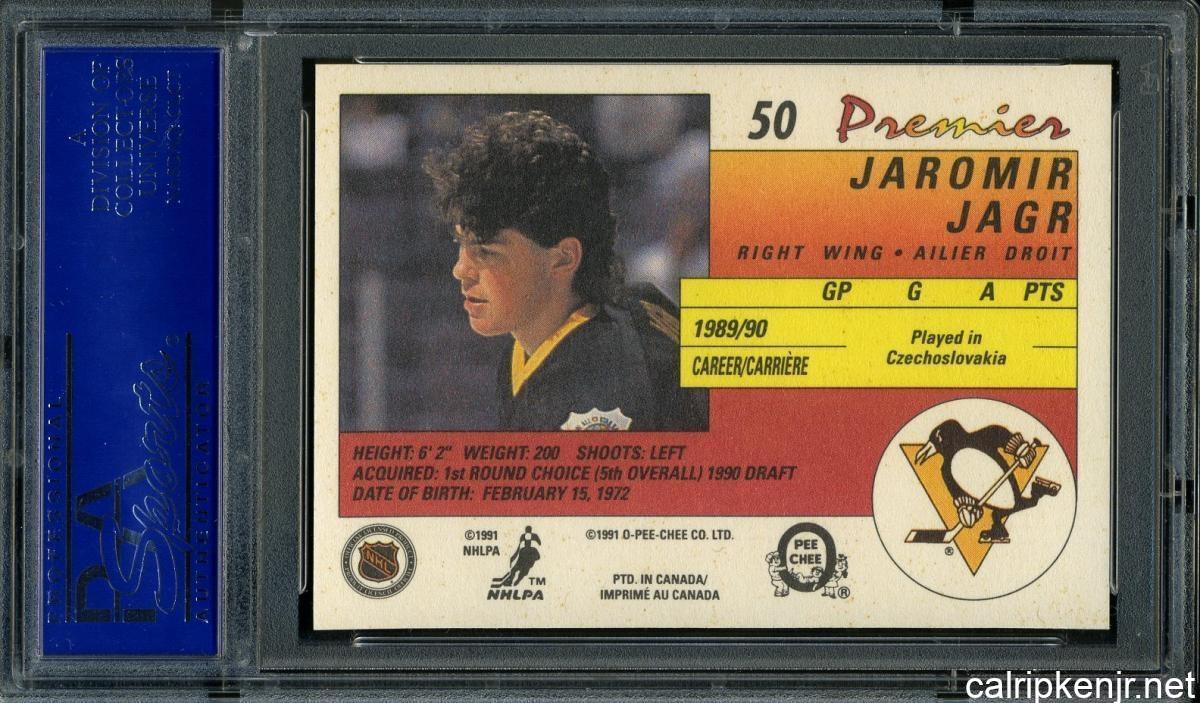 A
DIVISION OF
COLLECTORS
UNIVERSE
PROFESSIONAL
PSA
Sports
AUTHENTICATOR
50 Premier
JAROMIR
JAGR
RIGHT WING • AILIER DROIT
GP G A PTS
1989/90
CAREER/CARRIÈRE
Played in
Czechoslovakia
HEIGHT: 6' 2" WEIGHT: 200 SHOOTS: LEFT
ACQUIRED: 1st ROUND CHOICE (5th OVERALL) 1990 DRAFT
DATE OF BIRTH: FEBRUARY 15, 1972
NHL
©1991
NHLPA
TM
NHLPA
©1991 O-PEE-CHEE CO. LTD.
PTD. IN CANADA/
IMPRIMÉ AU CANADA
O
PEE
CHEE
®
®
calripkenjr.net